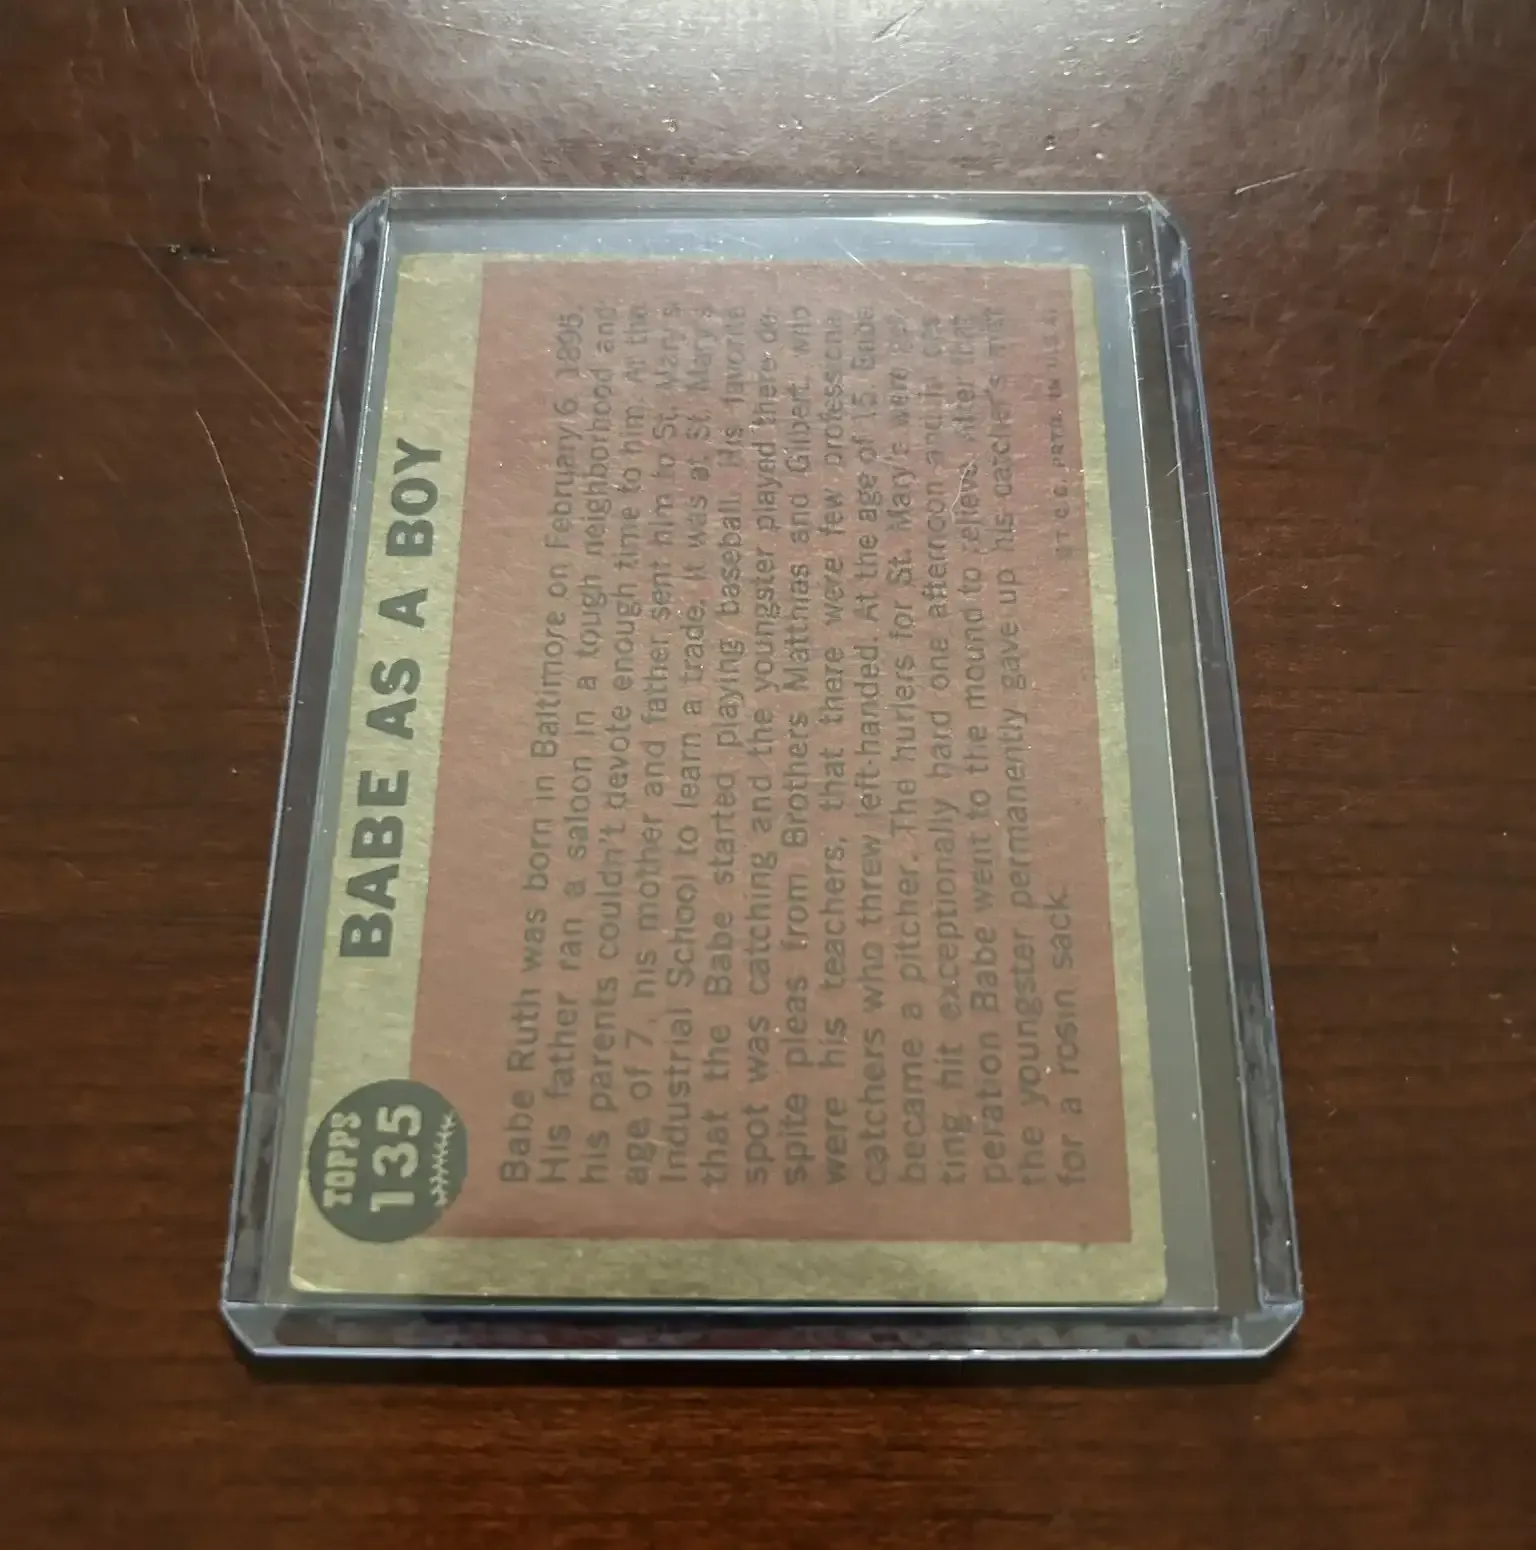 TOPPS
135
BABE AS A BOY
Babe Ruth was born in Baltimore on February 6, 1895.
His father ran a saloon in a tough neighborhood and
his parents couldn't devote enough time to him. At the
age of 7, his mother and father sent him to St. Mary's
Industrial School to learn a trade. It was at St. Mary's
that the Babe started playing baseball. His favorite
spot was catching and the youngster played there de-
spite pleas from Brothers Matthias and Gilbert, who
were his teachers, that there were few professional
catchers who threw left-handed. At the age of 15, Babe
became a pitcher. The hurlers for St. Mary's were
ting hit exceptionally hard one afternoon and in
peration Babe went to the mound to relieve. After that
the youngster permanently gave up his catcher's mitt
for a rosin sack.
T.C.G. PRTD. IN U.S.A.